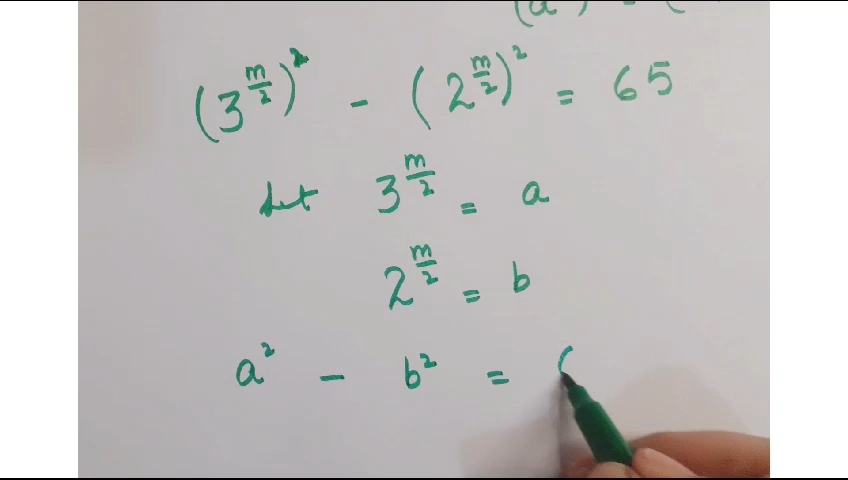 (3^{m/2})^2 - (2^{m/2})^2 = 65
Let 3^{m/2} = a
2^{m/2} = b
a^2 - b^2 =